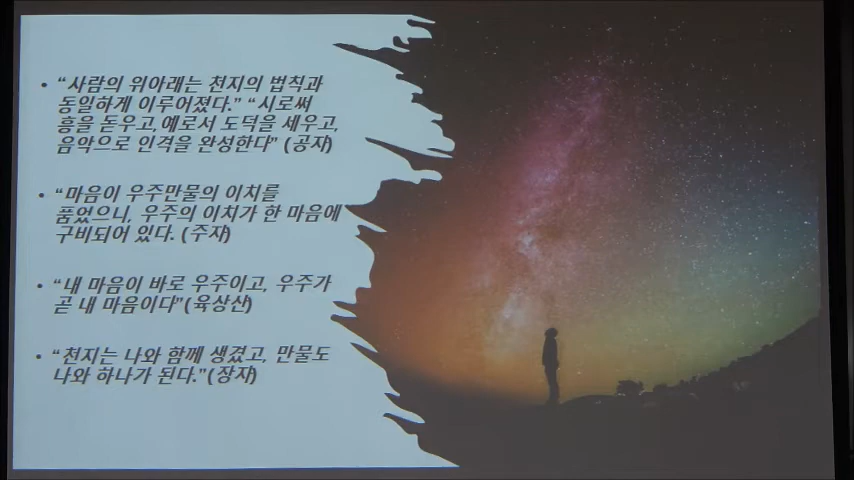 • “사람의 위아래는 천지의 법칙과
동일하게 이루어졌다.” “시로써
흥을 돋우고,예로서 도덕을 세우고,
음악으로 인격을 완성한다” (공자)
• “마음이 우주만물의 이치를
품었으니, 우주의 이치가 한 마음에
구비되어 있다. (주자)
• “내 마음이 바로 우주이고, 우주가
곧 내 마음이다”(육상산)
• “천지는 나와 함께 생겼고, 만물도
나와 하나가 된다.”(장자)